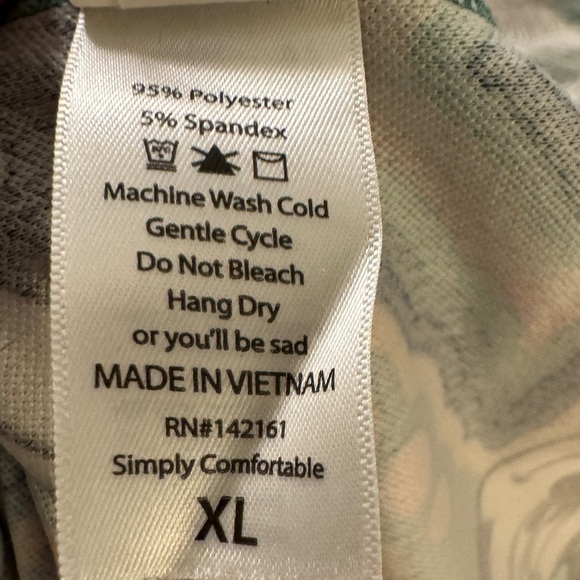 95% Polyester
5% Spandex
Machine Wash Cold
Gentle Cycle
Do Not Bleach
Hang Dry
or you'll be sad
MADE IN VIETNAM
RN#142161
Simply Comfortable
XL